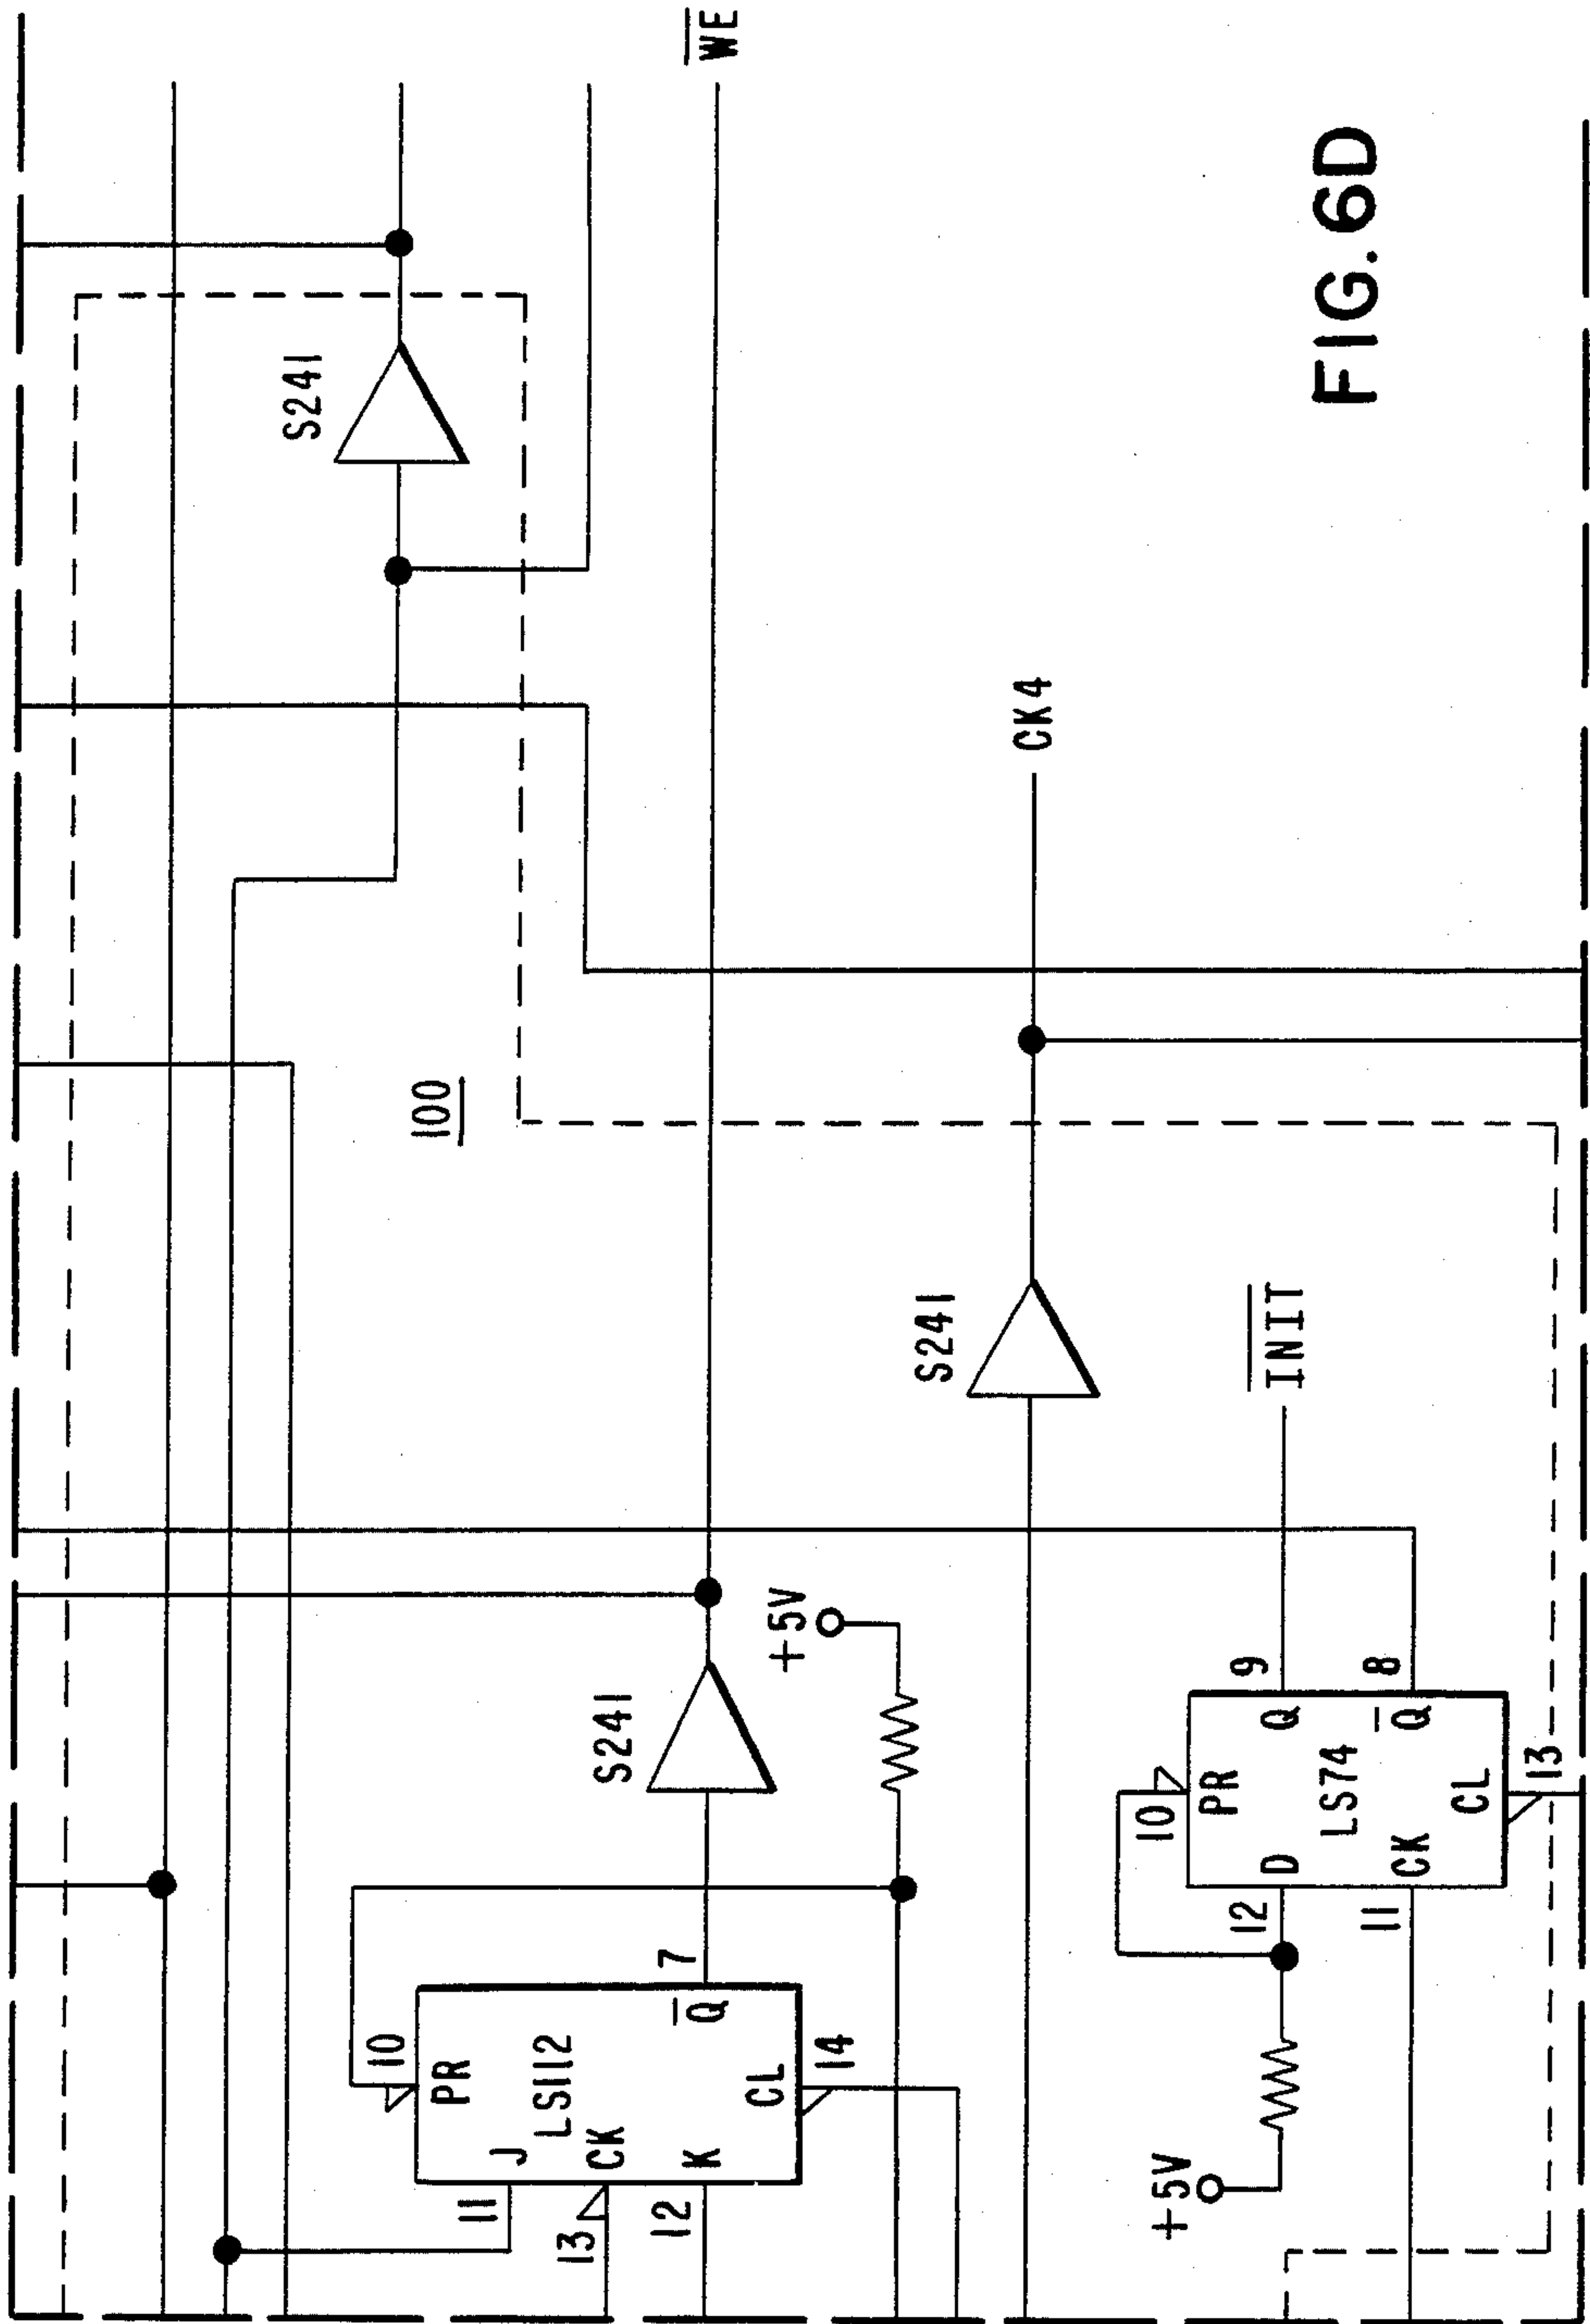 S241
WE
100
10
PR
11
J
LS112
13
CK
12
K
Q
7
CL
14
S241
+5V
S241
CK4
+5V
10
PR
12
D
Q
9
INIT
LS74
11
CK
Q
8
CL
13
FIG. 6D